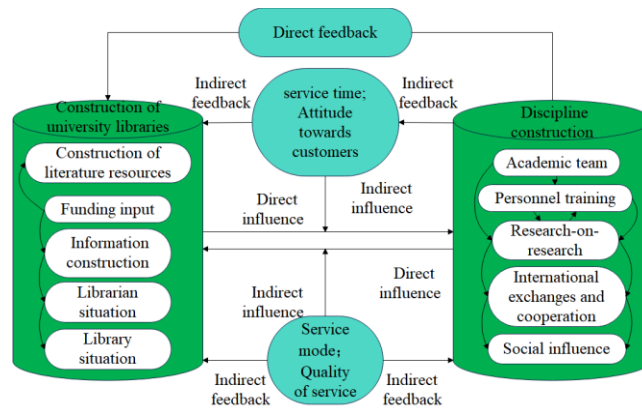 Direct feedback
Indirect
feedback
service time;
Attitude
towards
customers
Indirect
feedback
Construction of
university libraries
Construction of
literature resources
Funding input
Information
construction
Librarian
situation
Library
situation
Discipline
construction
Academic team
Personnel training
Research-on-
research
International
exchanges and
cooperation
Social influence
Direct
influence
Indirect
influence
Indirect
influence
Direct
influence
Service
mode;
Quality
of service
Indirect
feedback
Indirect
feedback